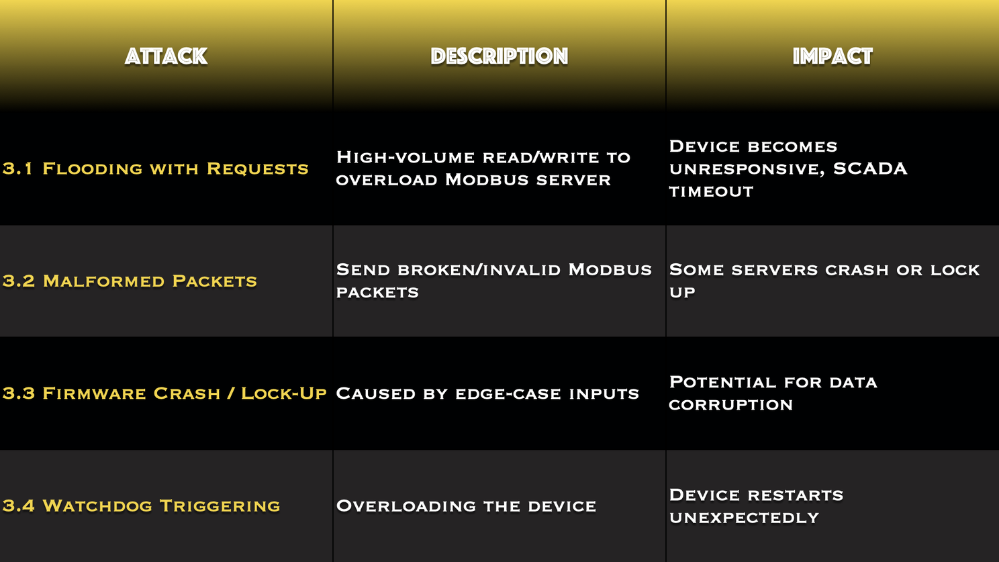 ATTACK
DESCRIPTION
IMPACT
3.1 Flooding with Requests
High-volume read/write to
overload Modbus server
Device becomes
unresponsive, SCADA
timeout
3.2 Malformed Packets
Send broken/invalid Modbus
packets
Some servers crash or lock
up
3.3 Firmware Crash / Lock-Up
Caused by edge-case inputs
Potential for data
corruption
3.4 Watchdog Triggering
Overloading the device
Device restarts
unexpectedly